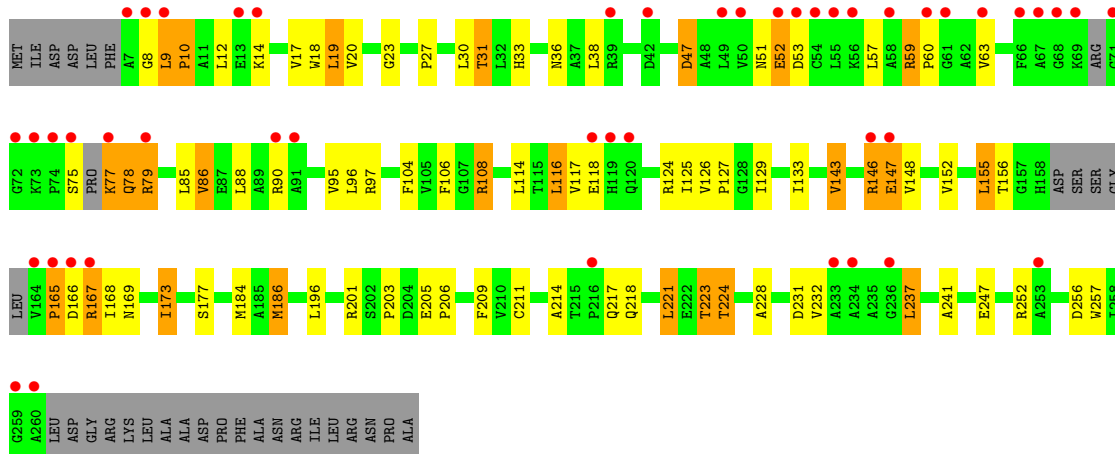 MET ILE ASP ASP LEU PHE A7 G8 L9 P10 A11 L12 E13 K14 V17 W18 L19 V20 G23 P27 L30 T31 L32 H33 N36 A37 L38 R39 D42 D47 A48 L49 V50 N51 E52 D53 C54 L55 K56 L57 A58 R59 P60 G61 A62 V63 F66 A67 G68 K69 ARG G71
G72 K73 P74 S75 PRO K77 Q78 R79 L85 V86 E87 L88 A89 R90 A91 V95 L96 R97 F104 V105 F106 G107 R108 L114 T115 L116 V117 E118 H119 Q120 R124 I125 V126 P127 G128 I129 I133 V143 R146 E147 V148 V152 L155 T156 G157 H158 ASP SER SER GLY
LEU V164 P165 D166 R167 I168 N169 I173 S177 M184 A185 M186 L196 R201 S202 P203 D204 E205 P206 F209 V210 C211 A214 T215 P216 Q217 Q218 L221 E222 T223 T224 A228 D231 V232 A233 A234 A235 G236 L237 A241 E247 R252 A253 D256 W257 I258
G259 A260 LEU ASP GLY ARG LYS LEU ALA ALA ASP PRO PHE ALA ASN ARG ILE LEU ARG ASN PRO ALA